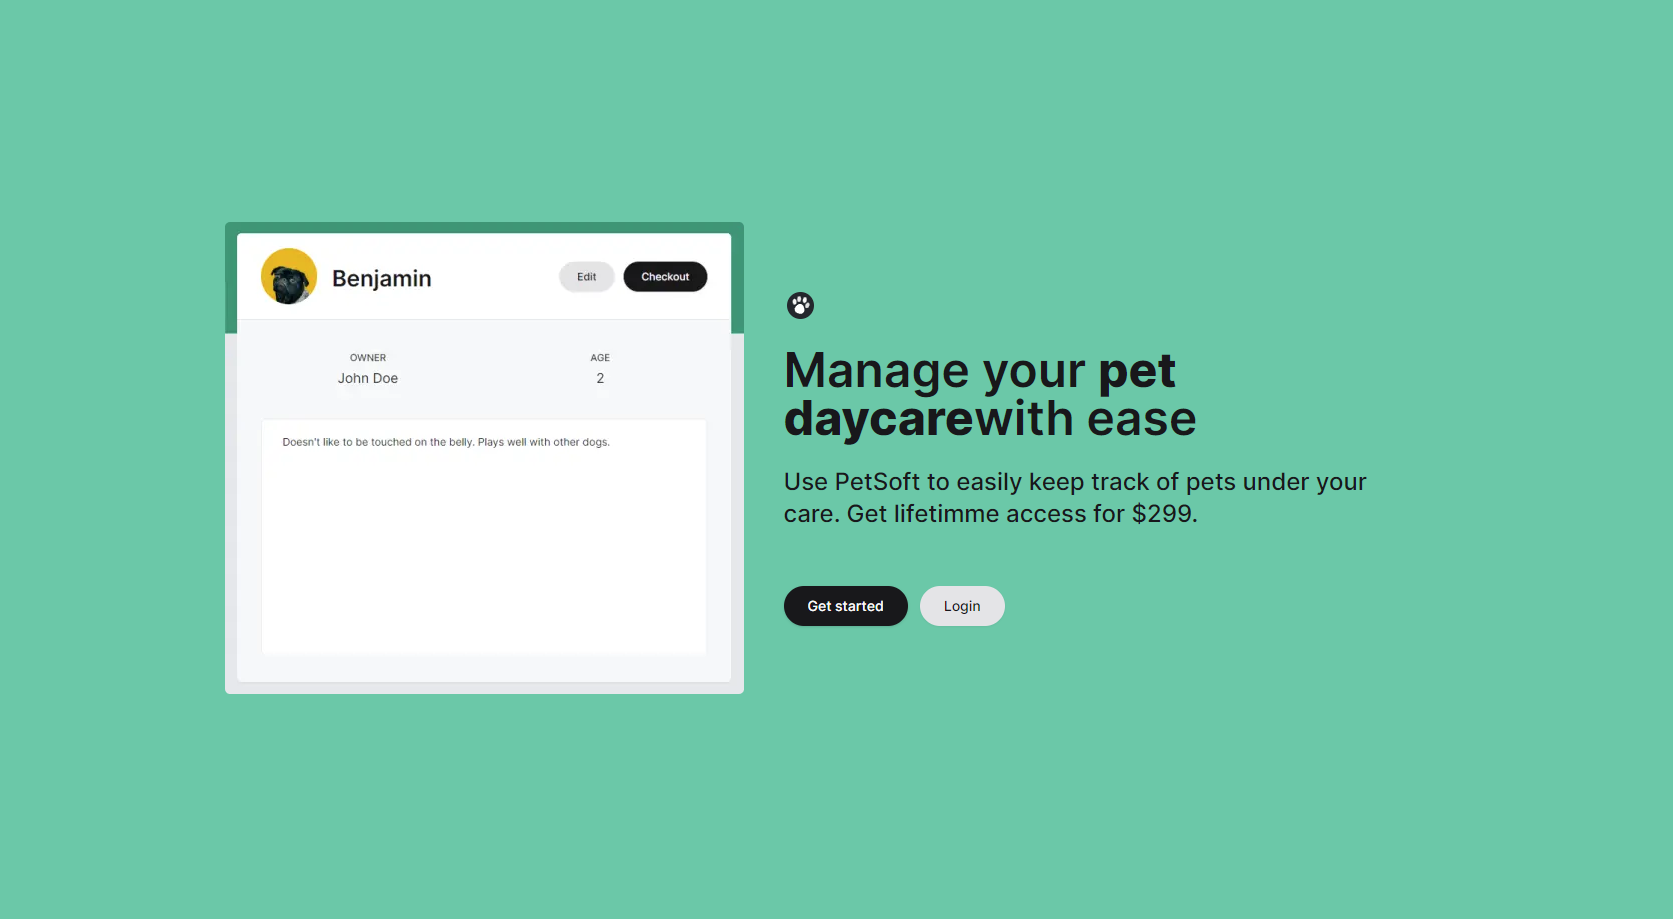 Benjamin
Edit
Checkout
OWNER
John Doe
AGE
2
Doesn't like to be touched on the belly. Plays well with other dogs.
Manage your pet
daycarewith ease
Use PetSoft to easily keep track of pets under your
care. Get lifetimme access for $299.
Get started
Login